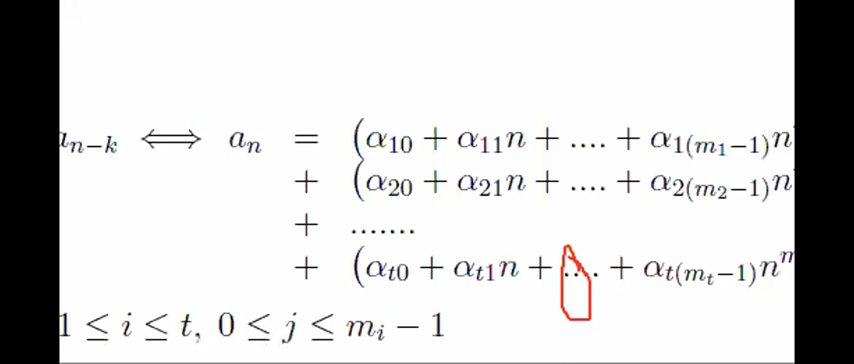 a_{n-k} ⟺ a_n = (α_{10} + α_{11}n + .... + α_{1(m_1-1)}n
+ (α_{20} + α_{21}n + .... + α_{2(m_2-1)}n
+ .......
+ (α_{t0} + α_{t1}n + .... + α_{t(m_t-1)}n^m
1 ≤ i ≤ t, 0 ≤ j ≤ m_i − 1